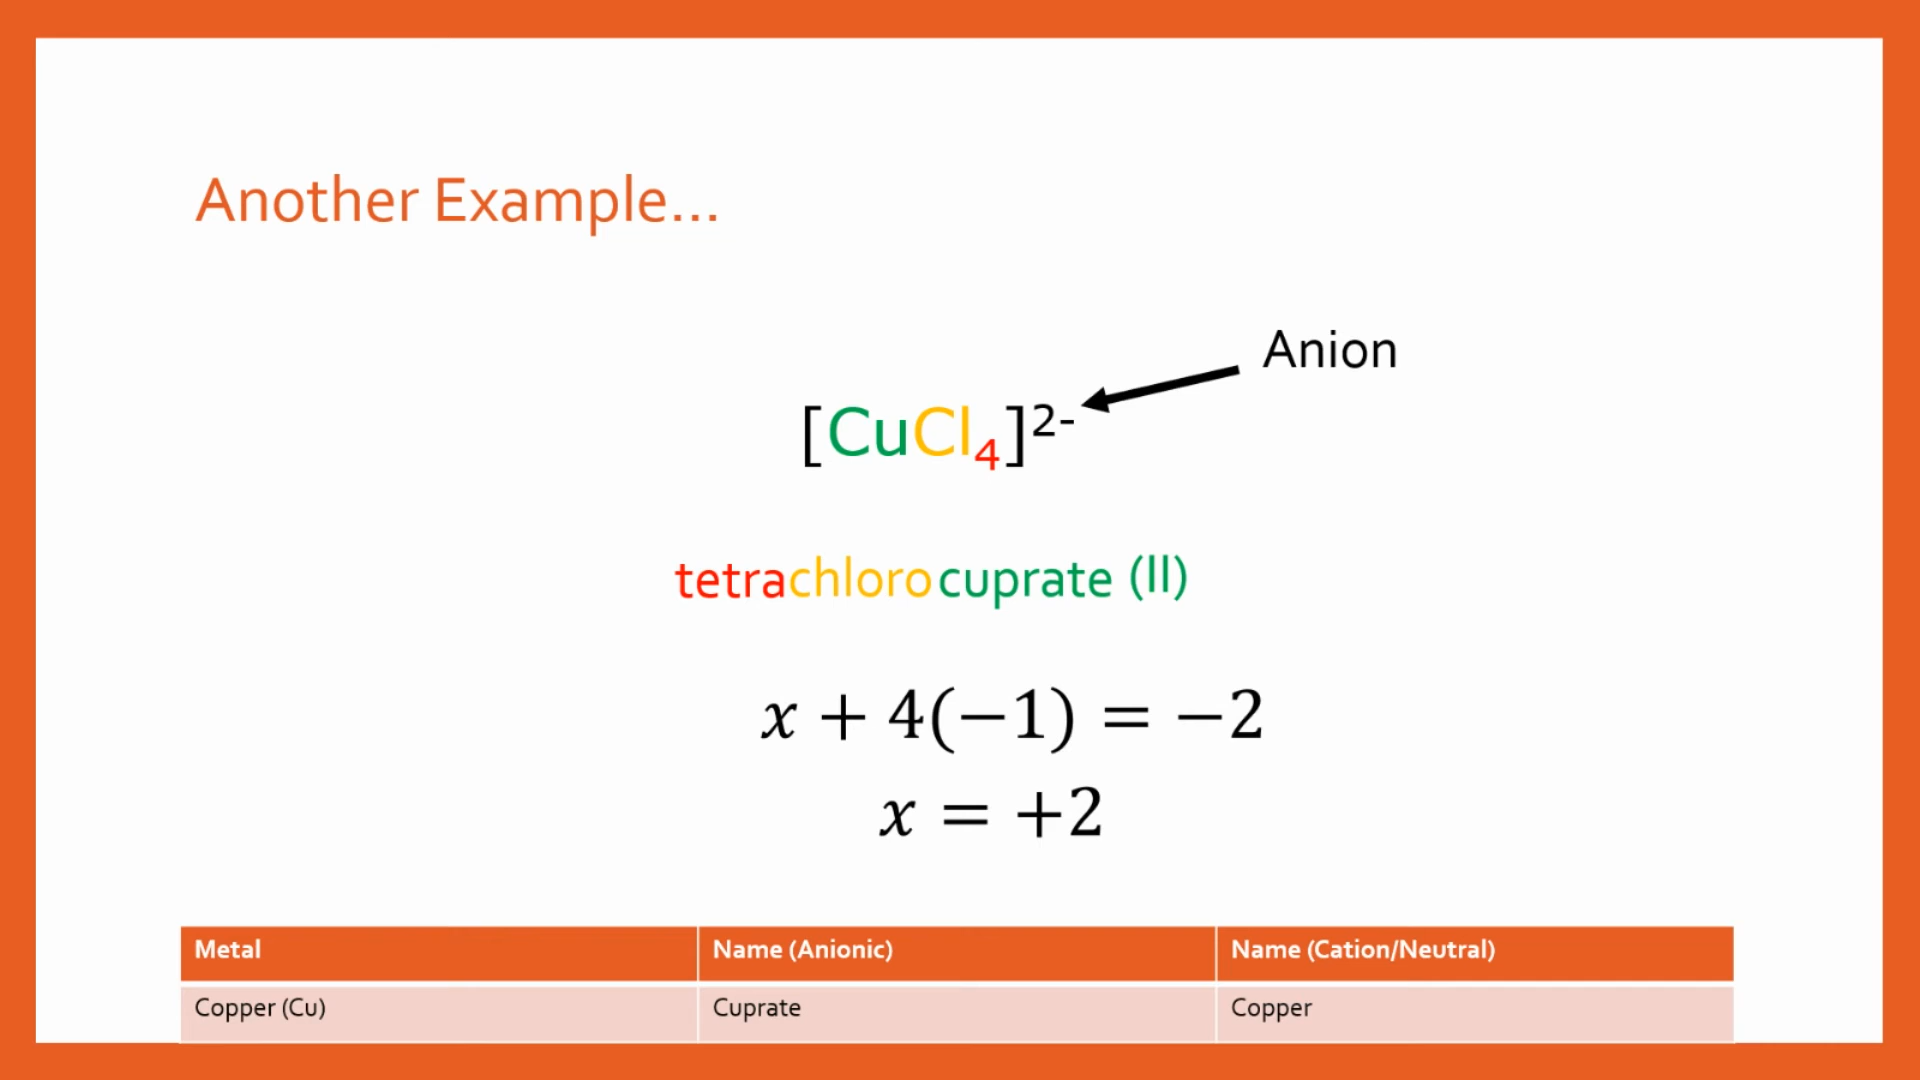 Another Example...
Anion
[CuCl₄]²⁻
tetrachlorocuprate (II)
x + 4(−1) = −2
x = +2
Metal Name (Anionic) Name (Cation/Neutral)
Copper (Cu) Cuprate Copper